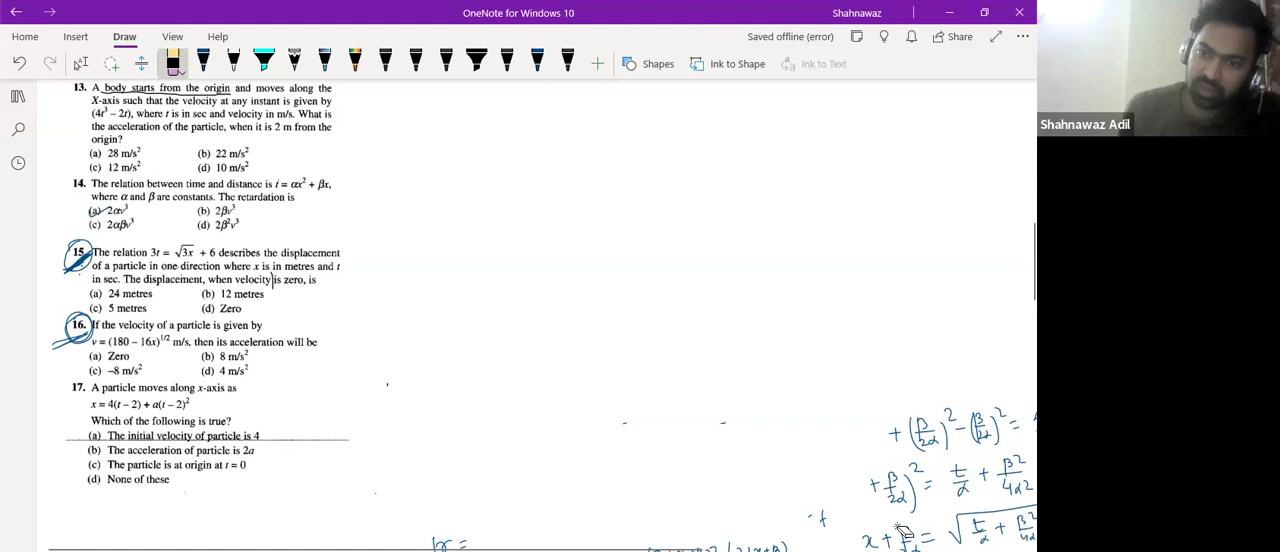 OneNote for Windows 10
Shahnawaz
Home Insert Draw View Help
Saved offline (error)
Share
Shapes
Ink to Shape
Ink to Text
Shahnawaz Adil
13. A body starts from the origin and moves along the
X-axis such that the velocity at any instant is given by
(4t³ – 2t), where t is in sec and velocity in m/s. What is
the acceleration of the particle, when it is 2 m from the
origin?
(a) 28 m/s² (b) 22 m/s²
(c) 12 m/s² (d) 10 m/s²
14. The relation between time and distance is t = αx² + βx,
where α and β are constants. The retardation is
(a) 2αv³ (b) 2βv³
(c) 2αβv³ (d) 2β²v³
15. The relation 3t = √3x + 6 describes the displacement
of a particle in one direction where x is in metres and t
in sec. The displacement, when velocity is zero, is
(a) 24 metres (b) 12 metres
(c) 5 metres (d) Zero
16. If the velocity of a particle is given by
v = (180 – 16x)^1/2 m/s, then its acceleration will be
(a) Zero (b) 8 m/s²
(c) –8 m/s² (d) 4 m/s²
17. A particle moves along x-axis as
x = 4(t – 2) + a(t – 2)²
Which of the following is true?
(a) The initial velocity of particle is 4
(b) The acceleration of particle is 2a
(c) The particle is at origin at t = 0
(d) None of these
+ (β/2α)² – (β/2α)² =
+ β/2α)² = t/α + β²/4α²
x + = √t/α + β²/4α